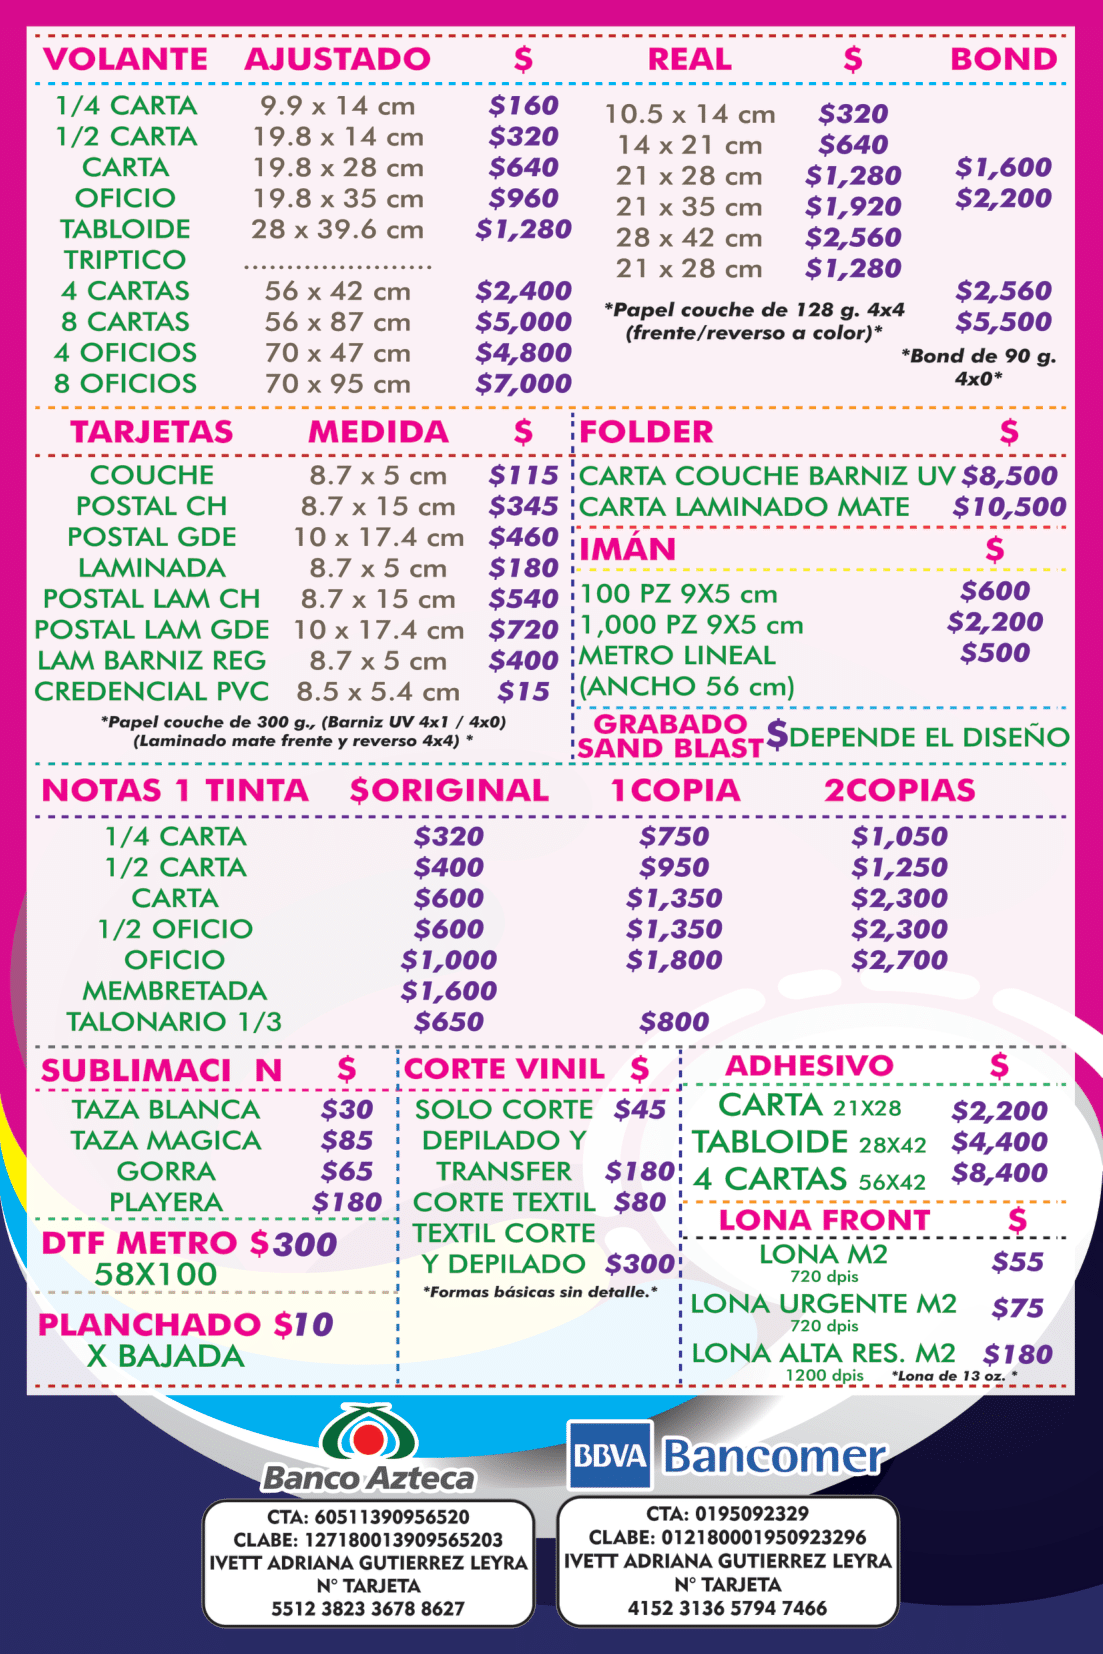 VOLANTE AJUSTADO $ REAL $ BOND
1/4 CARTA 9.9 x 14 cm $160 10.5 x 14 cm $320
1/2 CARTA 19.8 x 14 cm $320 14 x 21 cm $640
CARTA 19.8 x 28 cm $640 21 x 28 cm $1,280 $1,600
OFICIO 19.8 x 35 cm $960 21 x 35 cm $1,920 $2,200
TABLOIDE 28 x 39.6 cm $1,280 28 x 42 cm $2,560
TRIPTICO ...................... 21 x 28 cm $1,280
4 CARTAS 56 x 42 cm $2,400 $2,560
8 CARTAS 56 x 87 cm $5,000 $5,500
4 OFICIOS 70 x 47 cm $4,800
8 OFICIOS 70 x 95 cm $7,000
*Papel couche de 128 g. 4x4
(frente/reverso a color)*
*Bond de 90 g.
4x0*
TARJETAS MEDIDA $
COUCHE 8.7 x 5 cm $115
POSTAL CH 8.7 x 15 cm $345
POSTAL GDE 10 x 17.4 cm $460
LAMINADA 8.7 x 5 cm $180
POSTAL LAM CH 8.7 x 15 cm $540
POSTAL LAM GDE 10 x 17.4 cm $720
LAM BARNIZ REG 8.7 x 5 cm $400
CREDENCIAL PVC 8.5 x 5.4 cm $15
*Papel couche de 300 g., (Barniz UV 4x1 / 4x0)
(Laminado mate frente y reverso 4x4) *
FOLDER $
CARTA COUCHE BARNIZ UV $8,500
CARTA LAMINADO MATE $10,500
IMÁN $
100 PZ 9X5 cm $600
1,000 PZ 9X5 cm $2,200
METRO LINEAL $500
(ANCHO 56 cm)
GRABADO
SAND BLAST $DEPENDE EL DISEÑO
NOTAS 1 TINTA $ORIGINAL 1COPIA 2COPIAS
1/4 CARTA $320 $750 $1,050
1/2 CARTA $400 $950 $1,250
CARTA $600 $1,350 $2,300
1/2 OFICIO $600 $1,350 $2,300
OFICIO $1,000 $1,800 $2,700
MEMBRETADA $1,600
TALONARIO 1/3 $650 $800
SUBLIMACI N $
TAZA BLANCA $30
TAZA MAGICA $85
GORRA $65
PLAYERA $180
DTF METRO $300
58X100
PLANCHADO $10
X BAJADA
CORTE VINIL $
SOLO CORTE $45
DEPILADO Y
TRANSFER $180
CORTE TEXTIL $80
TEXTIL CORTE
Y DEPILADO $300
*Formas básicas sin detalle.*
ADHESIVO $
CARTA 21X28 $2,200
TABLOIDE 28X42 $4,400
4 CARTAS 56X42 $8,400
LONA FRONT $
LONA M2 $55
720 dpis
LONA URGENTE M2 $75
720 dpis
LONA ALTA RES. M2 $180
1200 dpis *Lona de 13 oz. *
Banco Azteca
CTA: 60511390956520
CLABE: 127180013909565203
IVETT ADRIANA GUTIERREZ LEYRA
N° TARJETA
5512 3823 3678 8627
BBVA Bancomer
CTA: 0195092329
CLABE: 012180001950923296
IVETT ADRIANA GUTIERREZ LEYRA
N° TARJETA
4152 3136 5794 7466